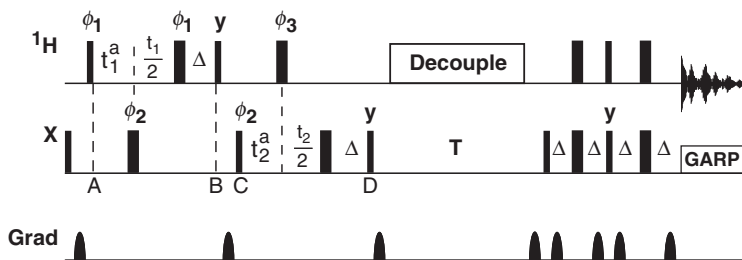 ϕ1 ϕ1 y ϕ3
1H t1a t1/2 Δ Decouple
ϕ2 ϕ2 y y
X t2a t2/2 Δ T Δ Δ Δ Δ GARP
A B C D
Grad